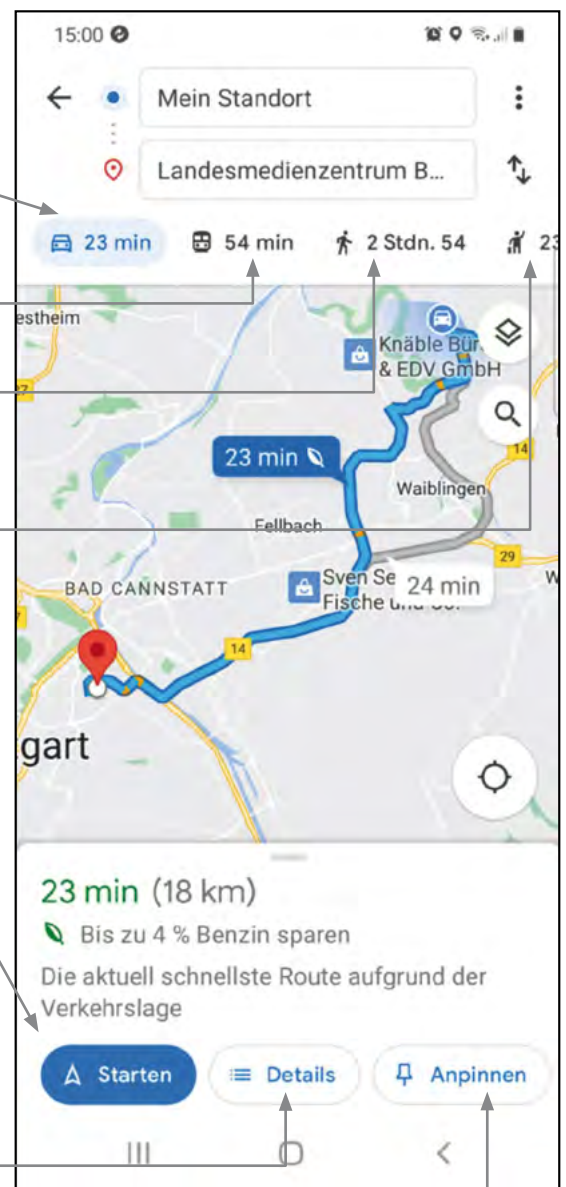 15:00
Mein Standort
Landesmedienzentrum B...
23 min
54 min
2 Stdn. 54
23
estheim
27
Knäble Bür
& EDV GmbH
14
23 min
Waiblingen
Fellbach
29
BAD CANNSTATT
Sven Se
Fische und
24 min
W
14
gart
23 min (18 km)
Bis zu 4 % Benzin sparen
Die aktuell schnellste Route aufgrund der
Verkehrslage
Starten
Details
Anpinnen